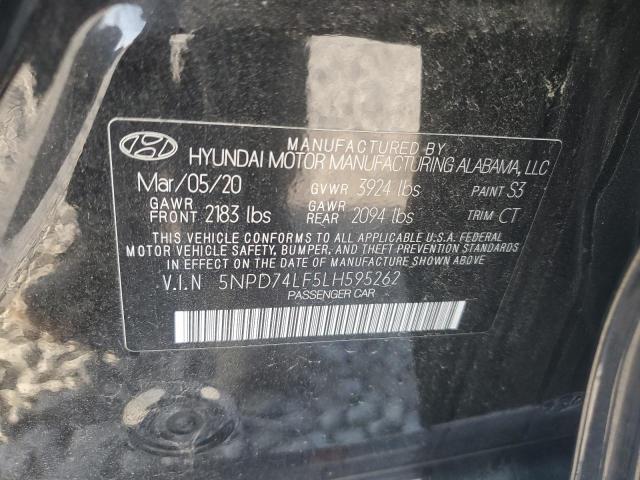 MANUFACTURED BY
HYUNDAI MOTOR MANUFACTURING ALABAMA, LLC
Mar/05/20 GVWR 3924 lbs PAINT S3
GAWR FRONT 2183 lbs GAWR REAR 2094 lbs TRIM CT
THIS VEHICLE CONFORMS TO ALL APPLICABLE U.S.A. FEDERAL
MOTOR VEHICLE SAFETY, BUMPER, AND THEFT PREVENTION STANDARDS
IN EFFECT ON THE DATE OF MANUFACTURE SHOWN ABOVE
V.I.N 5NPD74LF5LH595262
PASSENGER CAR